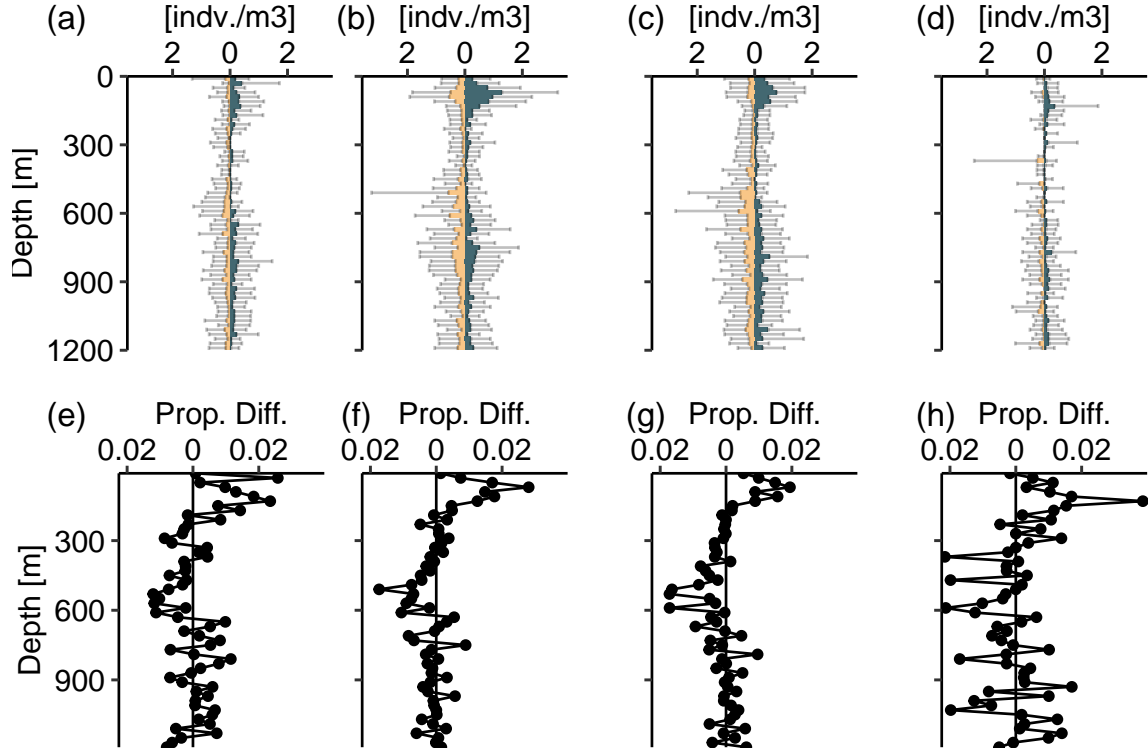 (a) [indv./m3] (b) [indv./m3] (c) [indv./m3] (d) [indv./m3]
2 0 2 2 0 2 2 0 2 2 0 2
0
300
600
900
1200
Depth [m]
(e) Prop. Diff. (f) Prop. Diff. (g) Prop. Diff. (h) Prop. Diff.
0.02 0 0.02 0.02 0 0.02 0.02 0 0.02 0.02 0 0.02
300
600
900
Depth [m]